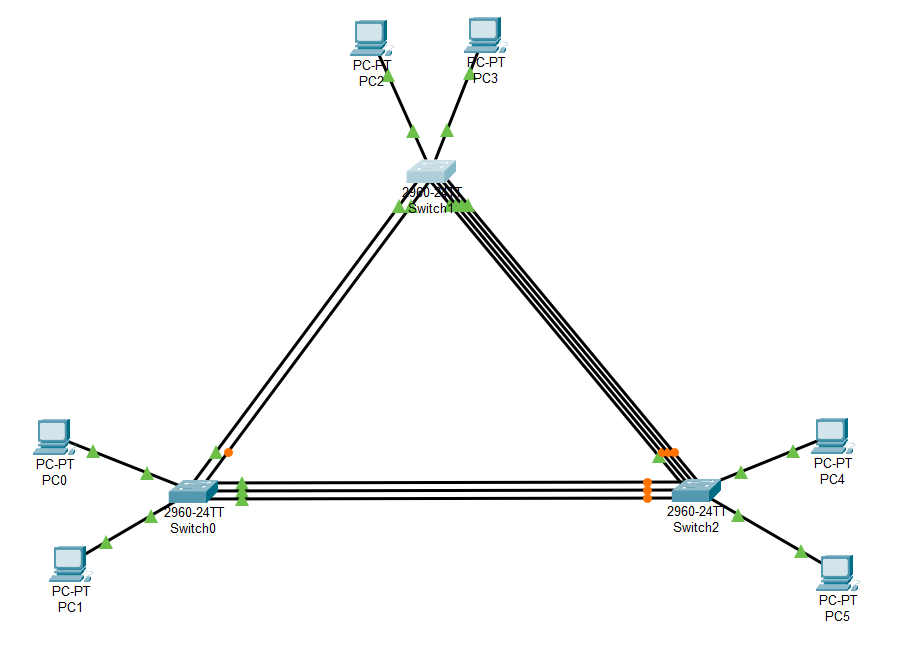 PC-PT
PC2
PC-PT
PC3
2960-24TT
Switch1
PC-PT
PC0
2960-24TT
Switch0
PC-PT
PC1
2960-24TT
Switch2
PC-PT
PC4
PC-PT
PC5